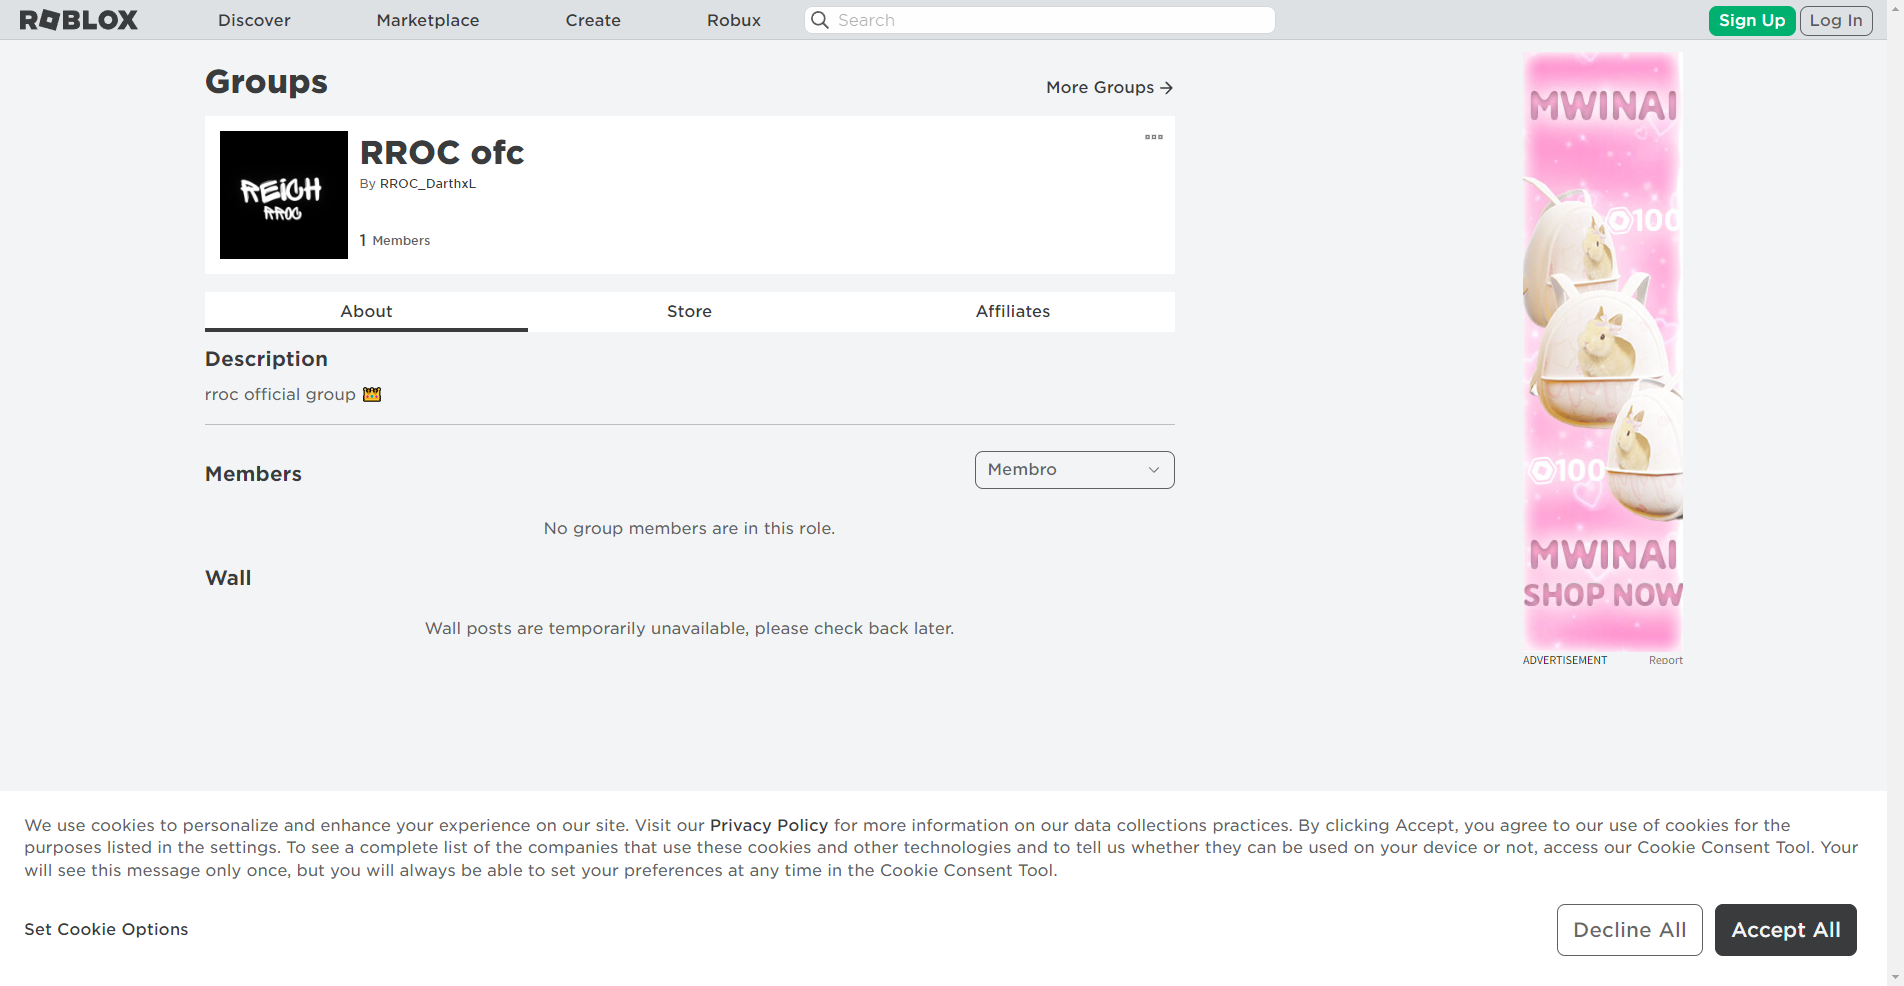 ROBLOX
Discover
Marketplace
Create
Robux
Search
Sign Up
Log In
Groups
More Groups
REICH
RROC
RROC ofc
By RROC_DarthxL
1 Members
About
Store
Affiliates
Description
rroc official group
Members
Membro
No group members are in this role.
Wall
Wall posts are temporarily unavailable, please check back later.
MWINAI
100
100
MWINAI
SHOP NOW
ADVERTISEMENT
Report
We use cookies to personalize and enhance your experience on our site. Visit our Privacy Policy for more information on our data collections practices. By clicking Accept, you agree to our use of cookies for the
purposes listed in the settings. To see a complete list of the companies that use these cookies and other technologies and to tell us whether they can be used on your device or not, access our Cookie Consent Tool. Your
will see this message only once, but you will always be able to set your preferences at any time in the Cookie Consent Tool.
Set Cookie Options
Decline All
Accept All